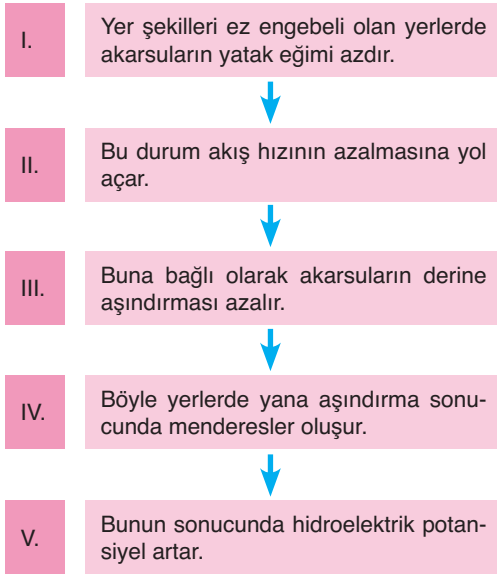 I.
Yer şekilleri ez engebeli olan yerlerde
akarsuların yatak eğimi azdır.
II.
Bu durum akış hızının azalmasına yol
açar.
III.
Buna bağlı olarak akarsuların derine
aşındırması azalır.
IV.
Böyle yerlerde yana aşındırma sonu-
cunda menderesler oluşur.
V.
Bunun sonucunda hidroelektrik potan-
siyel artar.